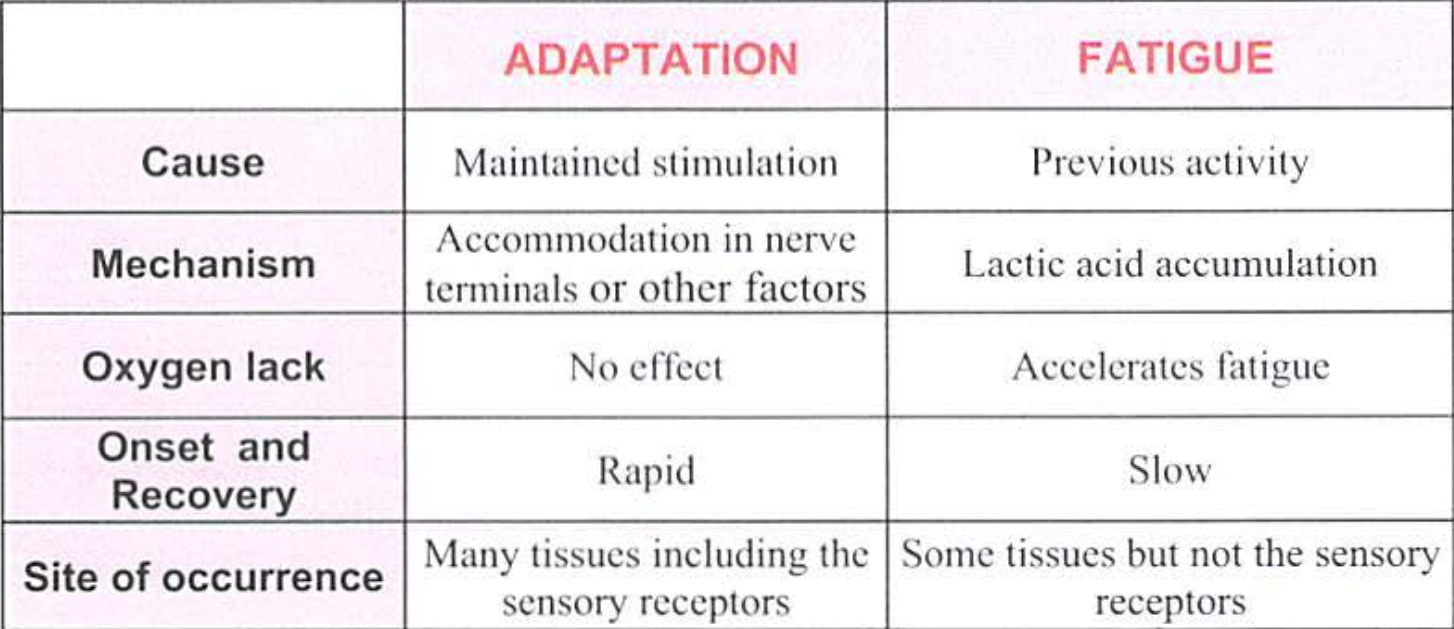 ADAPTATION FATIGUE
Cause Maintained stimulation Previous activity
Mechanism Accommodation in nerve terminals or other factors Lactic acid accumulation
Oxygen lack No effect Accelerates fatigue
Onset and Recovery Rapid Slow
Site of occurrence Many tissues including the sensory receptors Some tissues but not the sensory receptors